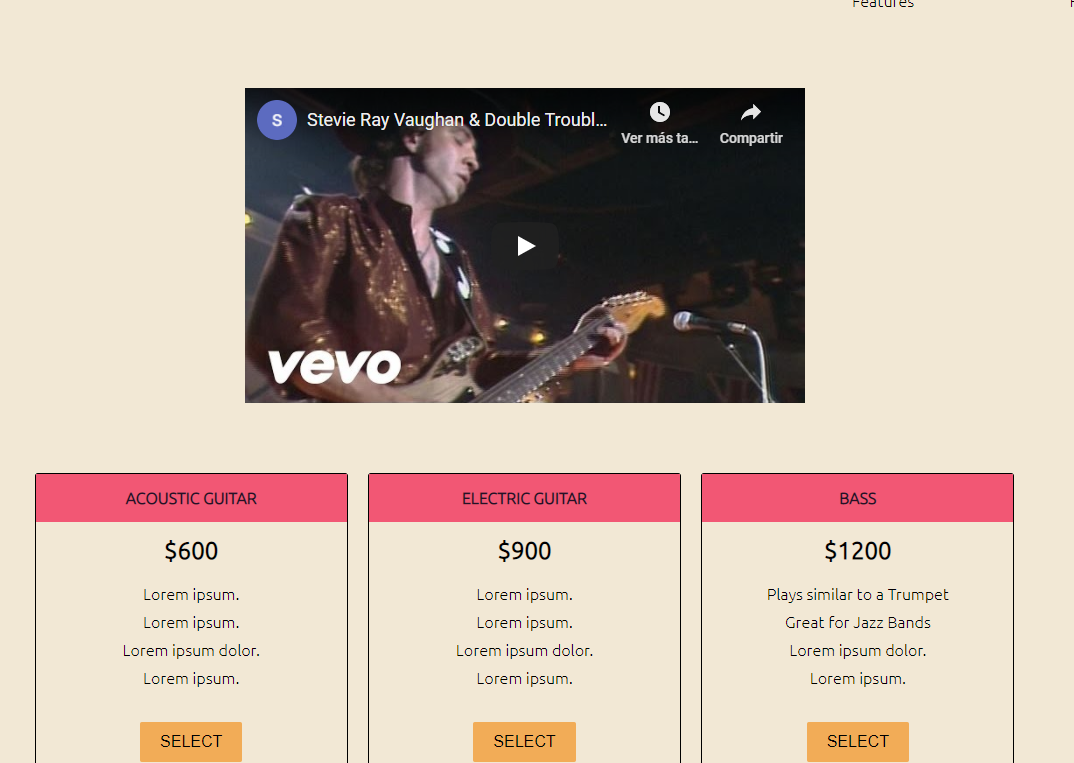 Features
S
Stevie Ray Vaughan & Double Troubl...
Ver más ta...
Compartir
vevo
ACOUSTIC GUITAR
ELECTRIC GUITAR
BASS
$600
$900
$1200
Lorem ipsum.
Lorem ipsum.
Lorem ipsum dolor.
Lorem ipsum.
SELECT
Lorem ipsum.
Lorem ipsum.
Lorem ipsum dolor.
Lorem ipsum.
SELECT
Plays similar to a Trumpet
Great for Jazz Bands
Lorem ipsum dolor.
Lorem ipsum.
SELECT